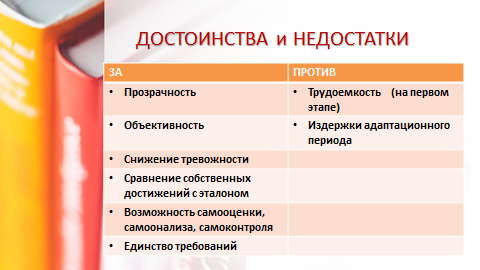 ДОСТОИНСТВА и НЕДОСТАТКИ
ЗА ПРОТИВ
• Прозрачность • Трудоемкость (на первом
этапе)
• Объективность • Издержки адаптационного
периода
• Снижение тревожности
• Сравнение собственных
достижений с эталоном
• Возможность самооценки,
самоанализа, самоконтроля
• Единство требований